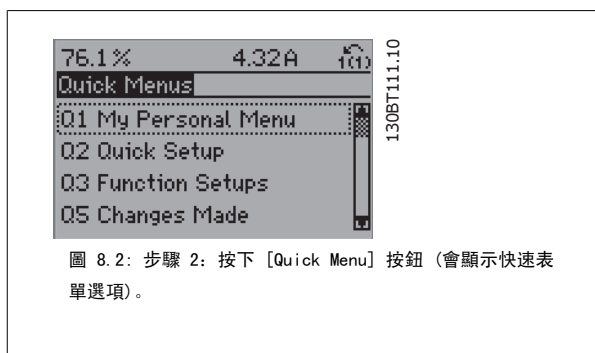 76.1% 4.32A 1(1)
Quick Menus
Q1 My Personal Menu
Q2 Quick Setup
Q3 Function Setups
Q5 Changes Made
130BT111.10
圖 8.2: 步驟 2：按下 [Quick Menu] 按鈕 (會顯示快速表
單選項)。